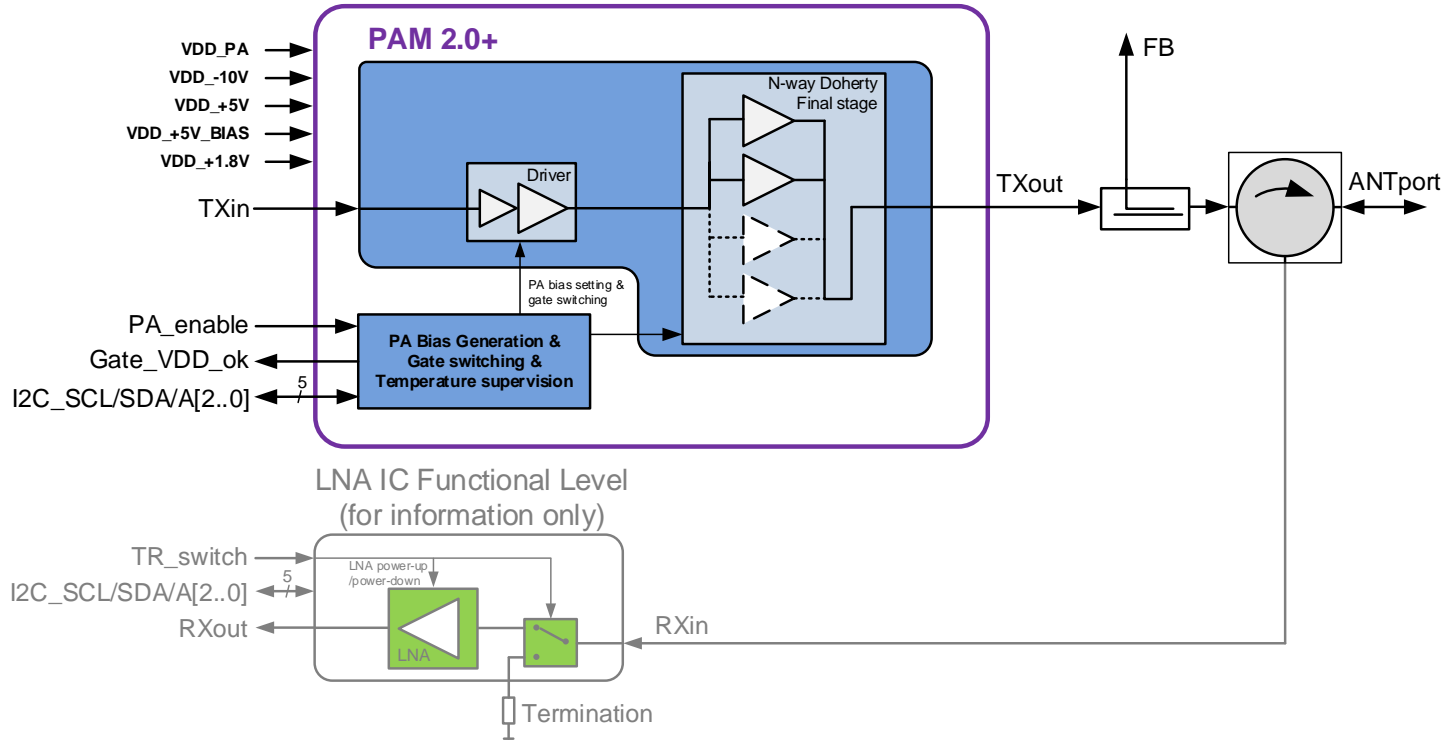 PAM 2.0+
VDD_PA
VDD_-10V
VDD_+5V
VDD_+5V_BIAS
VDD_+1.8V
TXin
Driver
N-way Doherty
Final stage
TXout
FB
ANTport
PA bias setting &
gate switching
PA_enable
Gate_VDD_ok
I2C_SCL/SDA/A[2..0]
5
PA Bias Generation &
Gate switching &
Temperature supervision
LNA IC Functional Level
(for information only)
TR_switch
I2C_SCL/SDA/A[2..0]
5
RXout
LNA power-up
/power-down
LNA
RXin
Termination